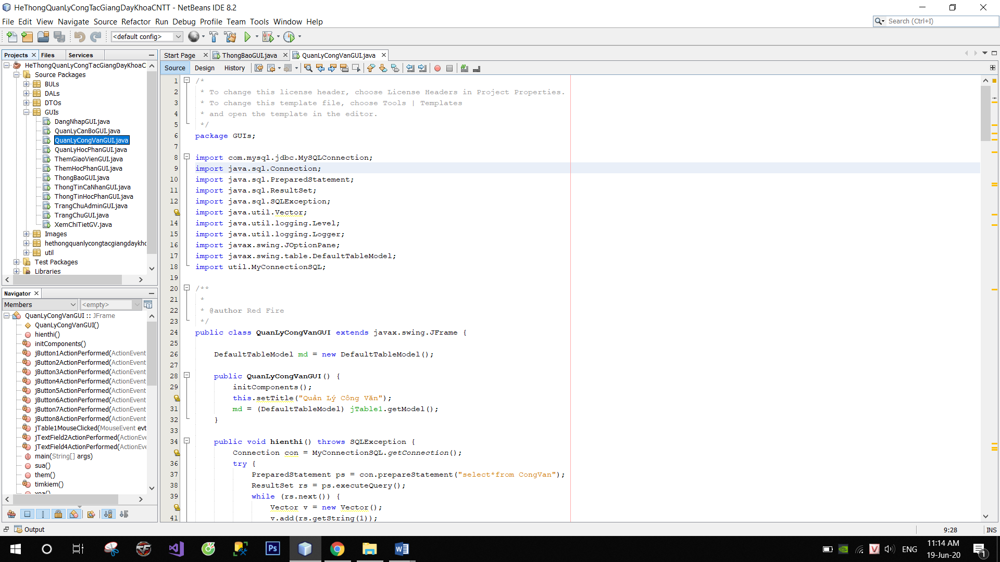 HeThongQuanLyCongTacGiangDayKhoaCNTT - NetBeans IDE 8.2
File Edit View Navigate Source Refactor Run Debug Profile Team Tools Window Help
Search (Ctrl+I)
<default config>
Projects Files Services
HeThongQuanLyCongTacGiangDayKhoaC
Source Packages
BULs
DALs
DTOs
GUIs
DangNhapGUI.java
QuanLyCanBoGUI.java
QuanLyCongVanGUI.java
QuanLyHocPhanGUI.java
ThemGiaoVienGUI.java
ThemHocPhanGUI.java
ThongBaoGUI.java
ThongTinCaNhanGUI.java
ThongTinHocPhanGUI.java
TrangChuAdminGUI.java
TrangChuGUI.java
XemChiTietGV.java
Images
hethongquanlycongtacgiangdaykho
util
Test Packages
Libraries
Navigator
Members <empty>
QuanLyCongVanGUI :: JFrame
QuanLyCongVanGUI()
hienthi()
initComponents()
jButton1ActionPerformed(ActionEvent
jButton2ActionPerformed(ActionEvent
jButton3ActionPerformed(ActionEvent
jButton4ActionPerformed(ActionEvent
jButton5ActionPerformed(ActionEvent
jButton6ActionPerformed(ActionEvent
jButton7ActionPerformed(ActionEvent
jButton8ActionPerformed(ActionEvent
jTable1MouseClicked(MouseEvent evt
jTextField2ActionPerformed(ActionEve
jTextField4ActionPerformed(ActionEve
main(String[] args)
sua()
them()
timkiem()
xoa()
Start Page ThongBaoGUI.java QuanLyCongVanGUI.java
Source Design History
1 /*
2 * To change this license header, choose License Headers in Project Properties.
3 * To change this template file, choose Tools | Templates
4 * and open the template in the editor.
5 */
6 package GUIs;
7
8 import com.mysql.jdbc.MySQLConnection;
9 import java.sql.Connection;
10 import java.sql.PreparedStatement;
11 import java.sql.ResultSet;
12 import java.sql.SQLException;
import java.util.Vector;
14 import java.util.logging.Level;
15 import java.util.logging.Logger;
16 import javax.swing.JOptionPane;
17 import javax.swing.table.DefaultTableModel;
18 import util.MyConnectionSQL;
19
20 /**
21 *
22 * @author Red Fire
23 */
24 public class QuanLyCongVanGUI extends javax.swing.JFrame {
25
26 DefaultTableModel md = new DefaultTableModel();
27
28 public QuanLyCongVanGUI() {
29 initComponents();
this.setTitle("Quản Lý Công Văn");
31 md = (DefaultTableModel) jTable1.getModel();
32 }
33
34 public void hienthi() throws SQLException {
Connection con = MyConnectionSQL.getConnection();
36 try {
37 PreparedStatement ps = con.prepareStatement("select*from CongVan");
38 ResultSet rs = ps.executeQuery();
39 while (rs.next()) {
Vector v = new Vector();
41 v.add(rs.getString(1));
Output
9:28 INS
Ps
ENG
11:14 AM
19-Jun-20
1